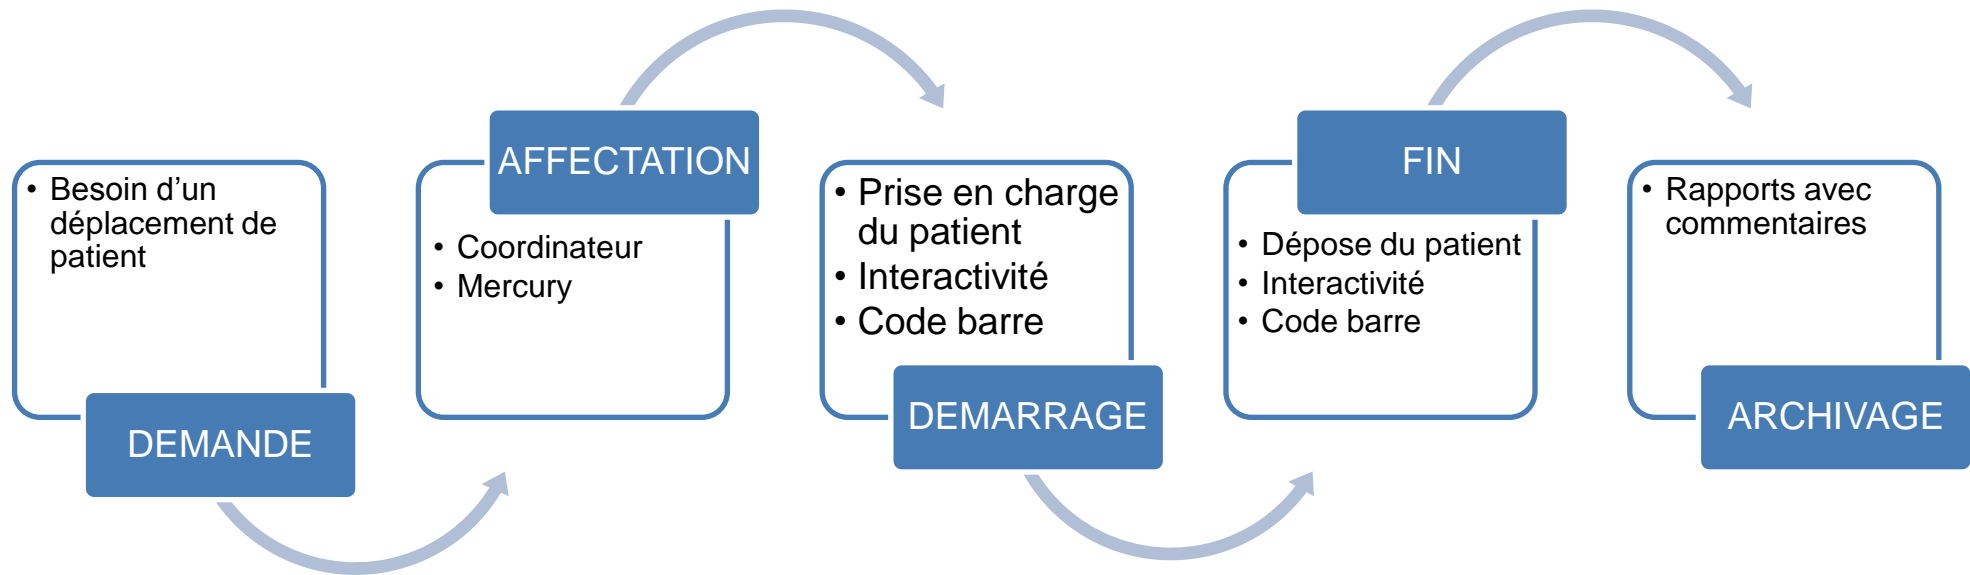 • Besoin d’un
déplacement de
patient
DEMANDE
AFFECTATION
• Coordinateur
• Mercury
• Prise en charge
du patient
• Interactivité
• Code barre
DEMARRAGE
FIN
• Dépose du patient
• Interactivité
• Code barre
• Rapports avec
commentaires
ARCHIVAGE